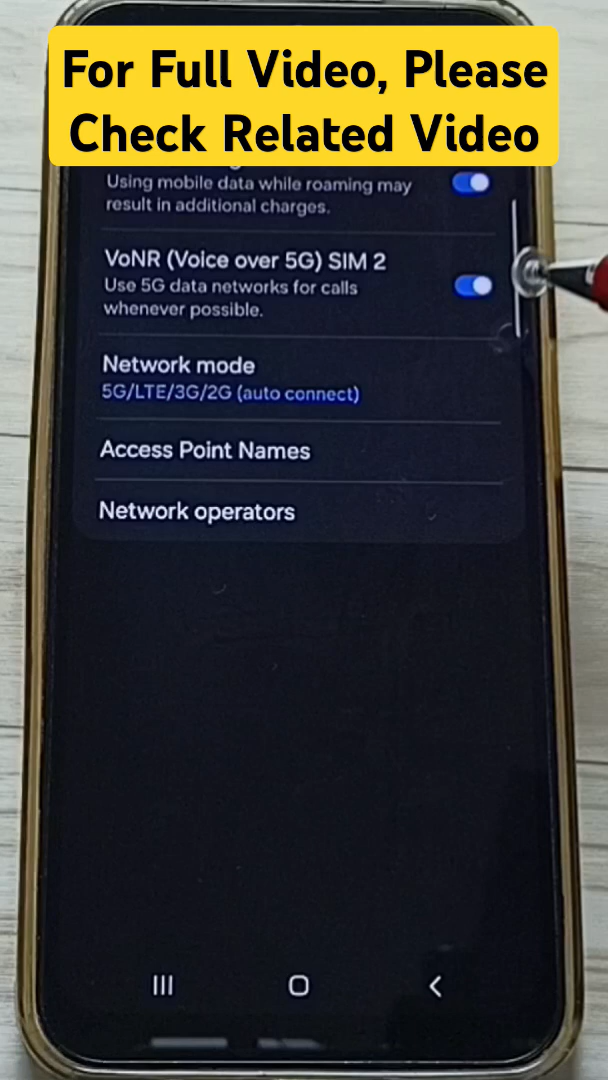 For Full Video, Please
Check Related Video
Using mobile data while roaming may
result in additional charges.
VoNR (Voice over 5G) SIM 2
Use 5G data networks for calls
whenever possible.
Network mode
5G/LTE/3G/2G (auto connect)
Access Point Names
Network operators